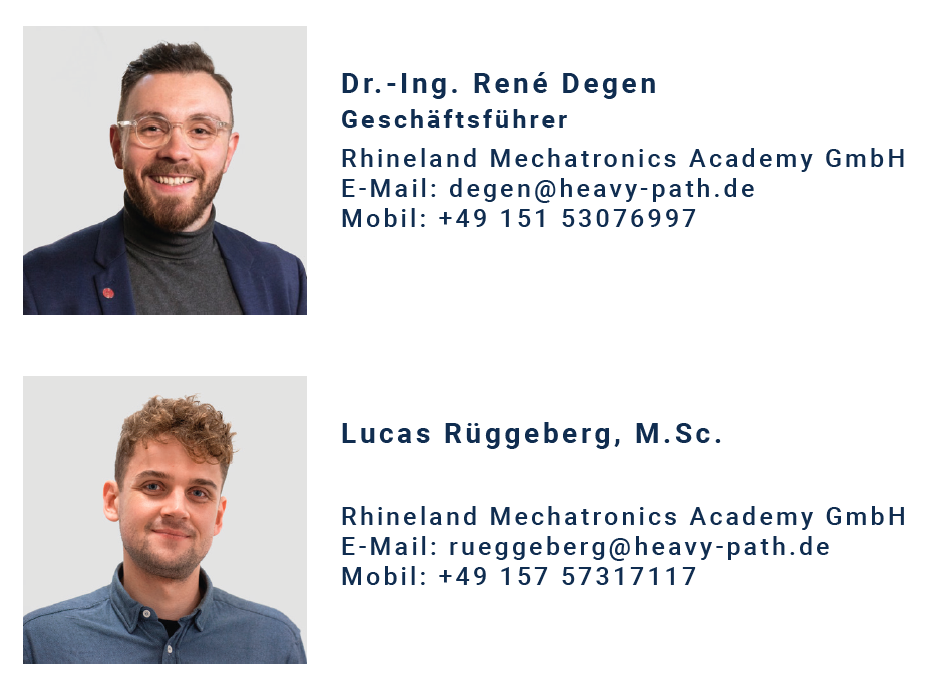 Dr.-Ing. René Degen
Geschäftsführer
Rhineland Mechatronics Academy GmbH
E-Mail: degen@heavy-path.de
Mobil: +49 151 53076997
Lucas Rüggeberg, M.Sc.
Rhineland Mechatronics Academy GmbH
E-Mail: rueggeberg@heavy-path.de
Mobil: +49 157 57317117